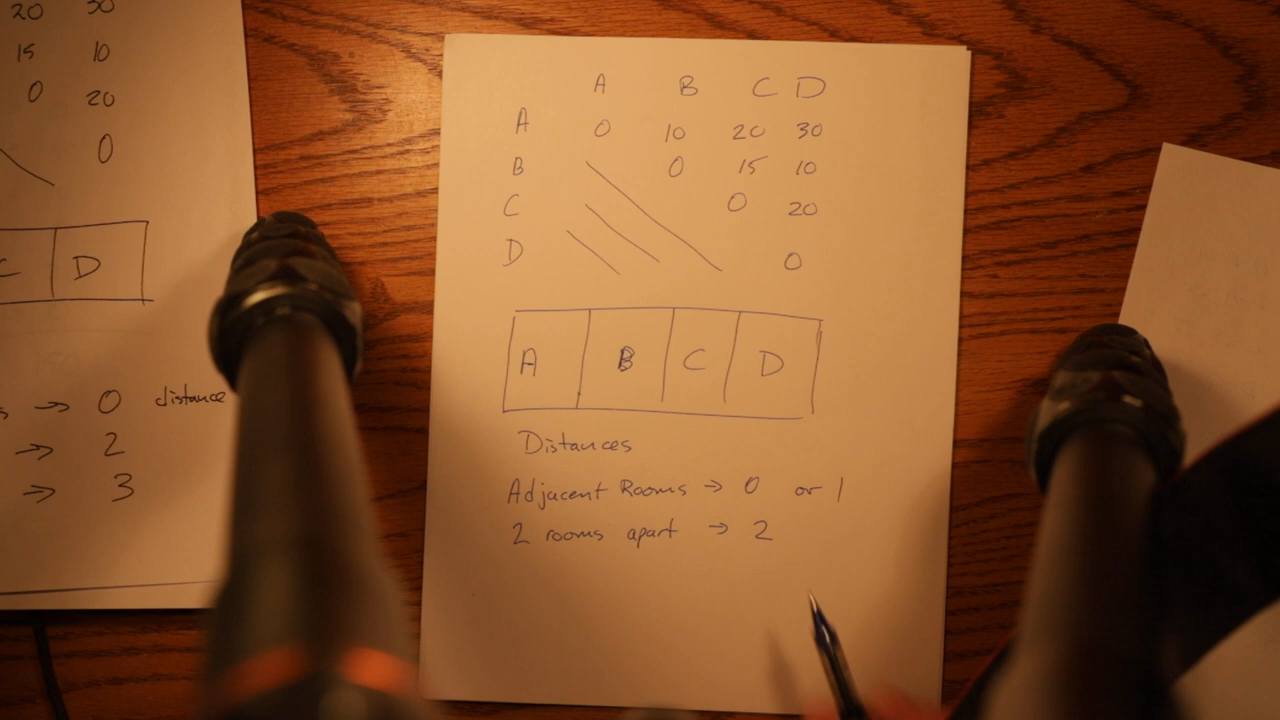 20 30
15 10
0 20
0
D
→ 0 distance
→ 2
→ 3
A B C D
A 0 10 20 30
B 0 15 10
C 0 20
D 0
A B C D
Distances
Adjacent Rooms → 0 or 1
2 rooms apart → 2